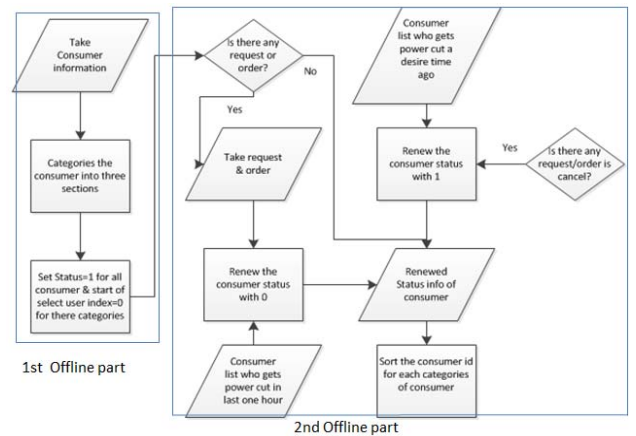 Take
Consumer
information
Categories the
consumer into three
sections
Set Status=1 for all
consumer & start of
select user index=0
for there categories
1st Offline part
Is there any
request or
order?
No
Yes
Take request
& order
Renew the
consumer status
with 0
Consumer
list who gets
power cut in
last one hour
Consumer
list who gets
power cut a
desire time
ago
Renew the
consumer status
with 1
Yes
Is there any
request/order is
cancel?
Renewed
Status info of
consumer
Sort the consumer id
for each categories
of consumer
2nd Offline part